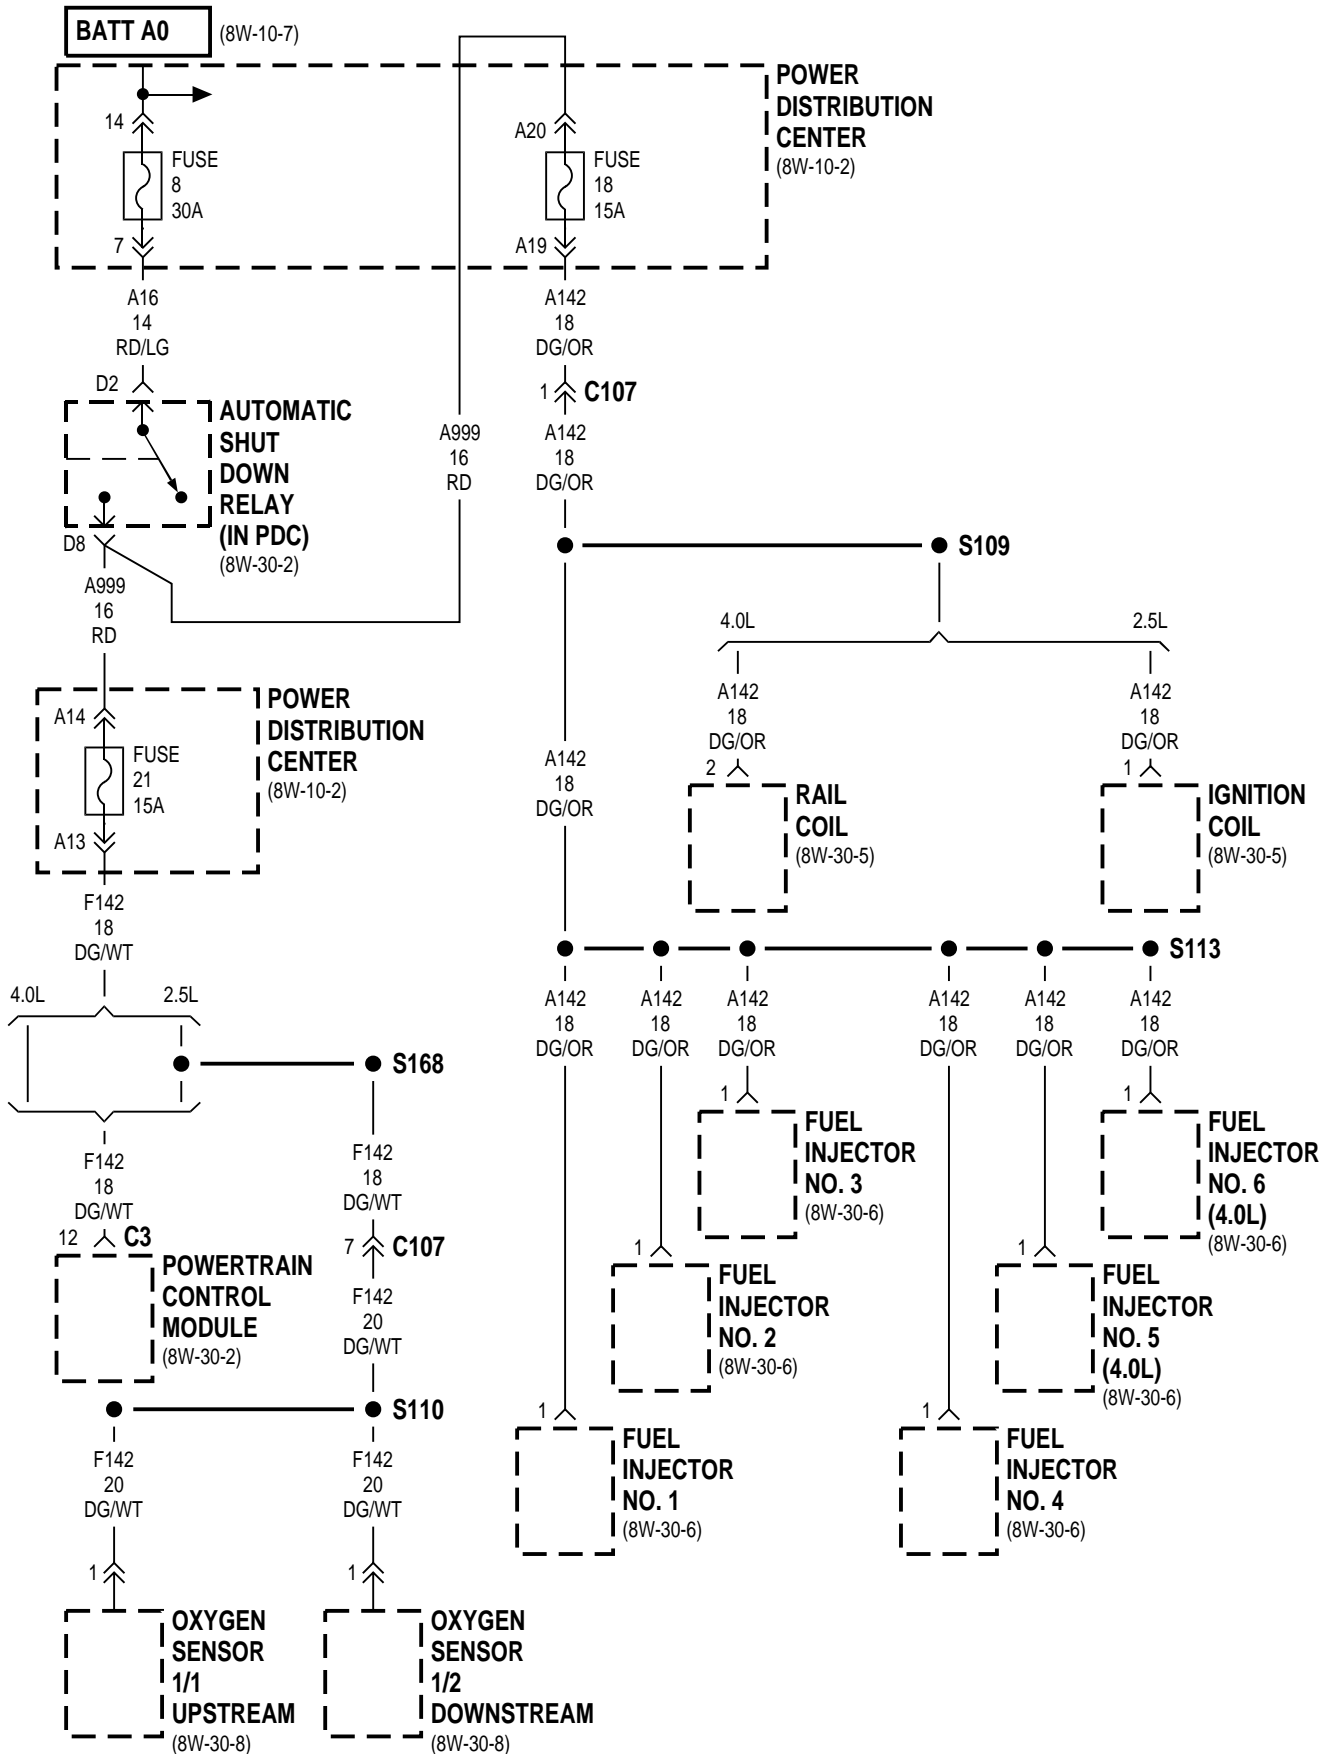 BATT A0
(8W-10-7)
POWER
DISTRIBUTION
CENTER
(8W-10-2)
14
FUSE
8
30A
7
A20
FUSE
18
15A
A19
A16
14
RD/LG
D2
AUTOMATIC
SHUT
DOWN
RELAY
(IN PDC)
(8W-30-2)
D8
A999
16
RD
A999
16
RD
A142
18
DG/OR
1
C107
A142
18
DG/OR
S109
4.0L
2.5L
A142
18
DG/OR
2
RAIL
COIL
(8W-30-5)
A142
18
DG/OR
1
IGNITION
COIL
(8W-30-5)
A14
FUSE
21
15A
A13
POWER
DISTRIBUTION
CENTER
(8W-10-2)
A142
18
DG/OR
F142
18
DG/WT
4.0L
2.5L
S168
S113
A142
18
DG/OR
A142
18
DG/OR
A142
18
DG/OR
A142
18
DG/OR
A142
18
DG/OR
A142
18
DG/OR
1
FUEL
INJECTOR
NO. 3
(8W-30-6)
1
FUEL
INJECTOR
NO. 6
(4.0L)
(8W-30-6)
F142
18
DG/WT
12
C3
POWERTRAIN
CONTROL
MODULE
(8W-30-2)
F142
18
DG/WT
7
C107
F142
20
DG/WT
1
FUEL
INJECTOR
NO. 2
(8W-30-6)
1
FUEL
INJECTOR
NO. 5
(4.0L)
(8W-30-6)
S110
1
FUEL
INJECTOR
NO. 1
(8W-30-6)
1
FUEL
INJECTOR
NO. 4
(8W-30-6)
F142
20
DG/WT
1
OXYGEN
SENSOR
1/1
UPSTREAM
(8W-30-8)
F142
20
DG/WT
1
OXYGEN
SENSOR
1/2
DOWNSTREAM
(8W-30-8)